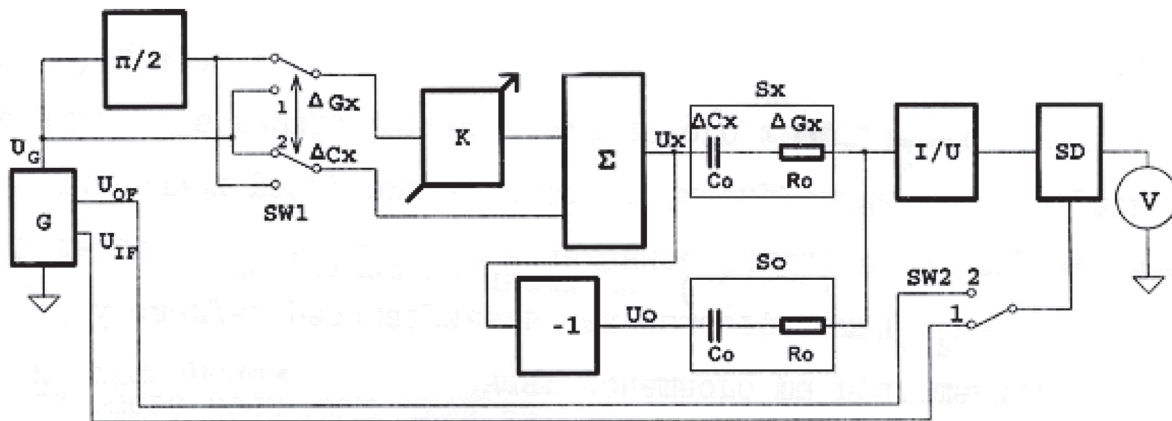 π/2
Sx
ΔGx
ΔCx
ΔGx
1
2
ΔCx
K
Σ
Ux
Co
Ro
I/U
SD
V
U_G
U_OF
G
U_IF
SW1
So
SW2 2
1
-1
Uo
Co
Ro